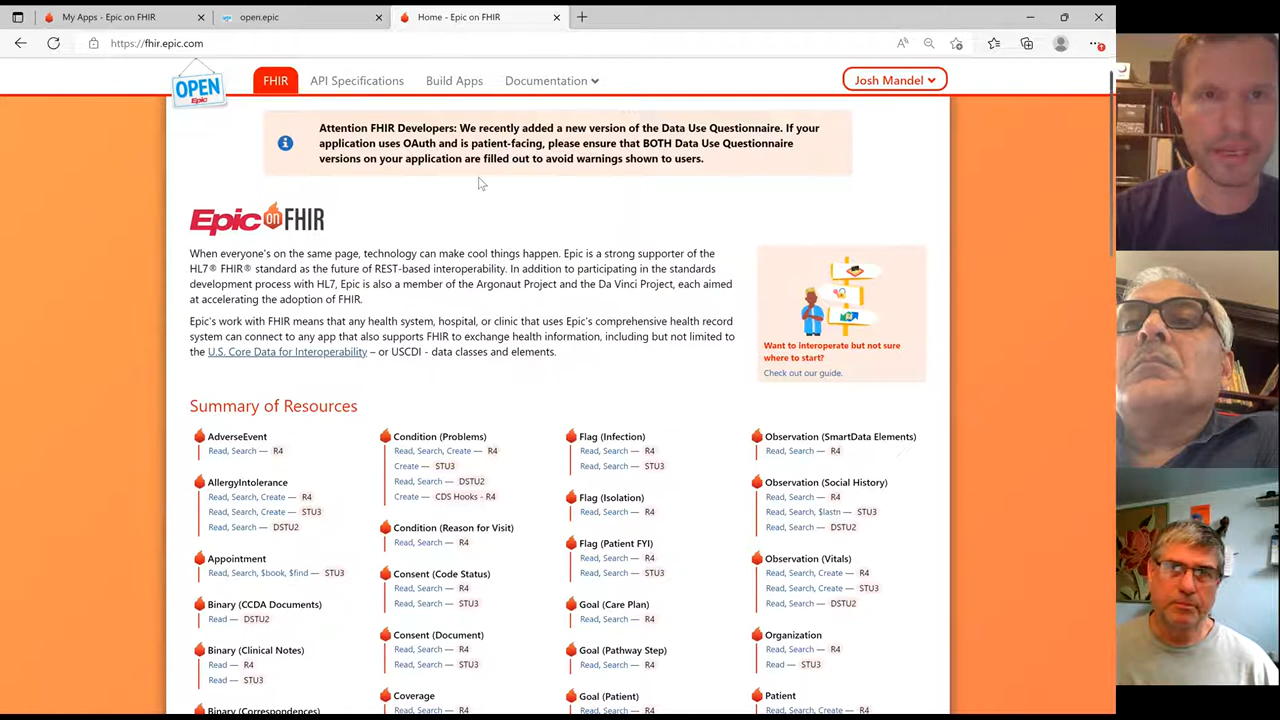 My Apps - Epic on FHIR
open.epic
Home - Epic on FHIR
https://fhir.epic.com
OPEN
Epic
FHIR
API Specifications
Build Apps
Documentation
Josh Mandel
Attention FHIR Developers: We recently added a new version of the Data Use Questionnaire. If your
application uses OAuth and is patient-facing, please ensure that BOTH Data Use Questionnaire
versions on your application are filled out to avoid warnings shown to users.
Epic on FHIR
When everyone's on the same page, technology can make cool things happen. Epic is a strong supporter of the
HL7® FHIR® standard as the future of REST-based interoperability. In addition to participating in the standards
development process with HL7, Epic is also a member of the Argonaut Project and the Da Vinci Project, each aimed
at accelerating the adoption of FHIR.
Epic's work with FHIR means that any health system, hospital, or clinic that uses Epic's comprehensive health record
system can connect to any app that also supports FHIR to exchange health information, including but not limited to
the U.S. Core Data for Interoperability – or USCDI - data classes and elements.
Want to interoperate but not sure
where to start?
Check out our guide.
Summary of Resources
AdverseEvent
Read, Search — R4
AllergyIntolerance
Read, Search, Create — R4
Read, Search, Create — STU3
Read, Search — DSTU2
Appointment
Read, Search, $book, $find — STU3
Binary (CCDA Documents)
Read — DSTU2
Binary (Clinical Notes)
Read — R4
Read — STU3
Binary (Correspondences)
Condition (Problems)
Read, Search, Create — R4
Create — STU3
Read, Search — DSTU2
Create — CDS Hooks - R4
Condition (Reason for Visit)
Read, Search — R4
Consent (Code Status)
Read, Search — R4
Read, Search — STU3
Consent (Document)
Read, Search — R4
Read, Search — STU3
Coverage
Read, Search — R4
Flag (Infection)
Read, Search — R4
Read, Search — STU3
Flag (Isolation)
Read, Search — R4
Flag (Patient FYI)
Read, Search — R4
Read, Search — STU3
Goal (Care Plan)
Read, Search — R4
Goal (Pathway Step)
Read, Search — R4
Goal (Patient)
Read, Search — R4
Observation (SmartData Elements)
Read, Search — R4
Observation (Social History)
Read, Search — R4
Read, Search, $lastn — STU3
Read, Search — DSTU2
Observation (Vitals)
Read, Search, Create — R4
Read, Search, Create — STU3
Read, Search — DSTU2
Organization
Read, Search — R4
Read — STU3
Patient
Read, Search, Create — R4